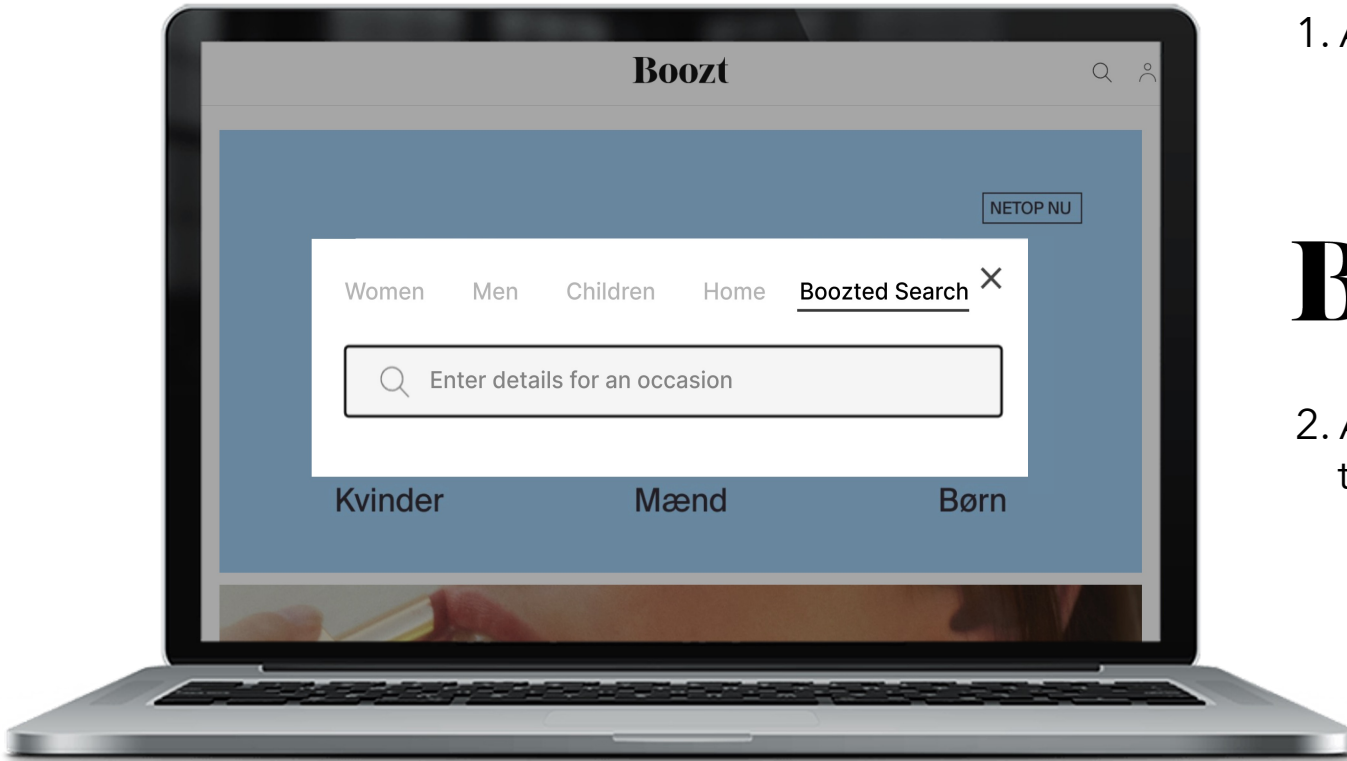 Boozt
NETOP NU
Women Men Children Home Boozted Search
Enter details for an occasion
Kvinder Mænd Børn
1. A
B
2. A
t